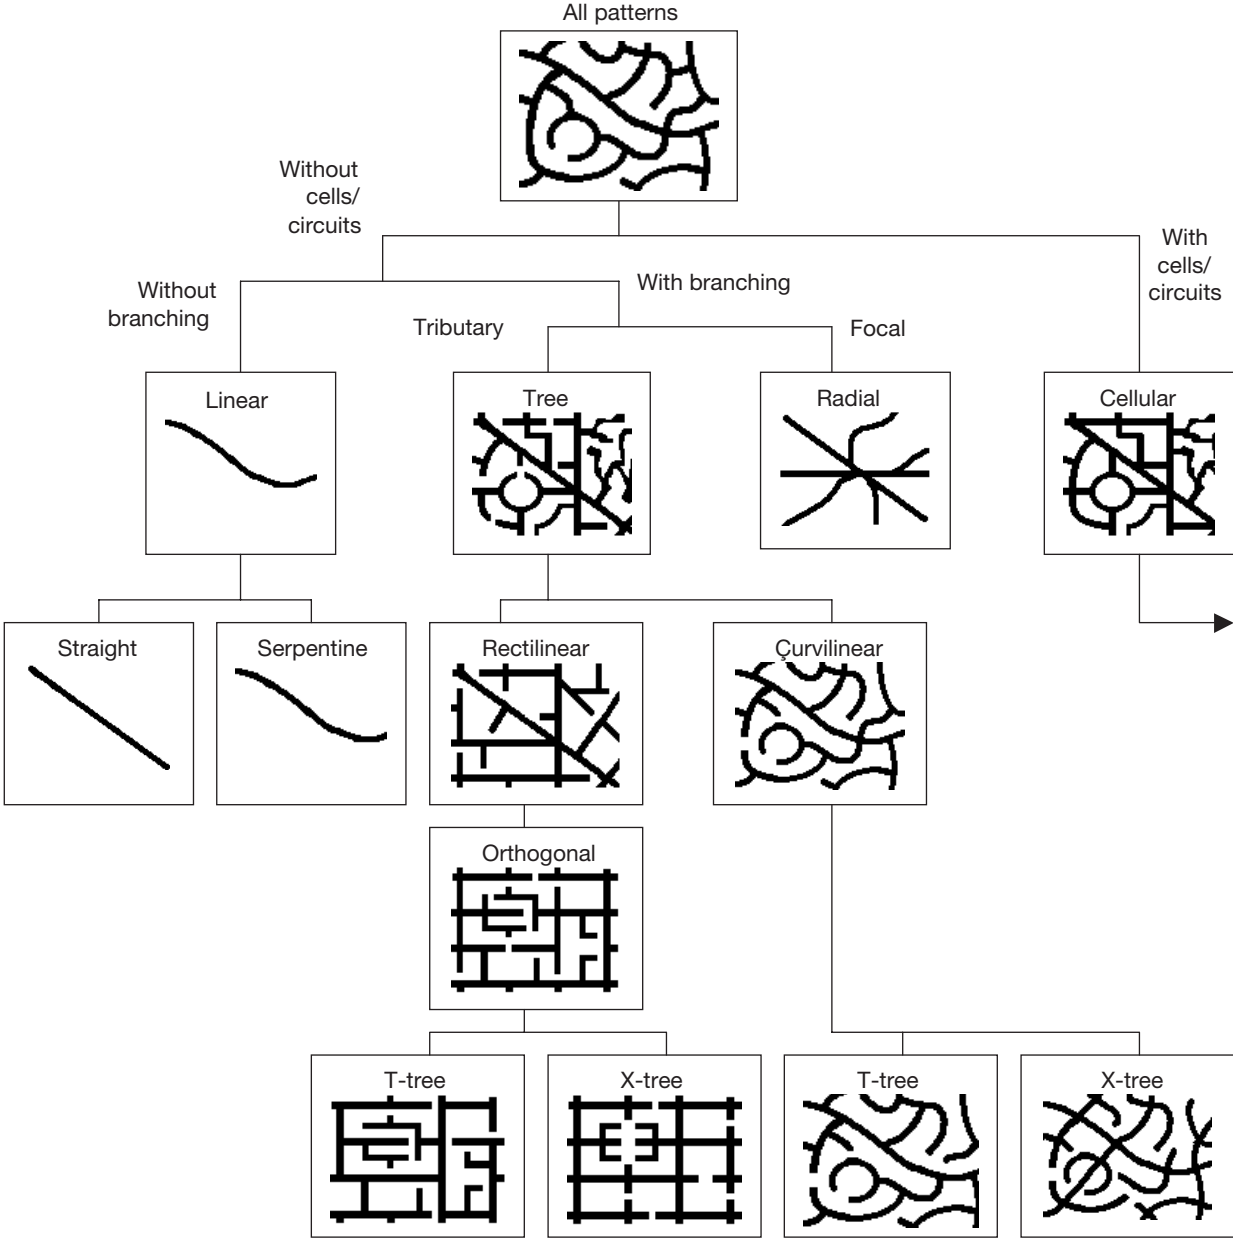 All patterns
Without
cells/
circuits
With
cells/
circuits
Without
branching
With branching
Tributary
Focal
Linear
Tree
Radial
Cellular
Straight
Serpentine
Rectilinear
Çurvilinear
Orthogonal
T-tree
X-tree
T-tree
X-tree